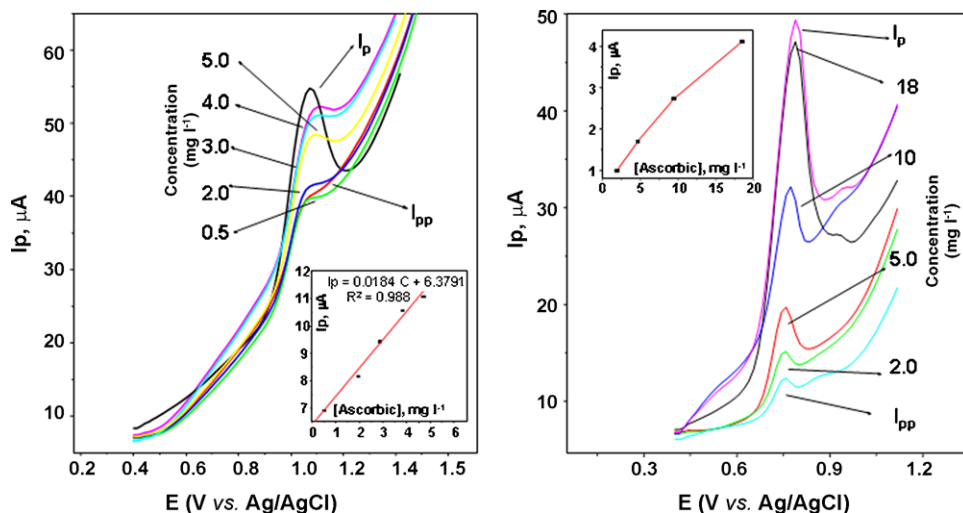 60
50
40
30
20
10
Ip, µA
0.2
0.4
0.6
0.8
1.0
1.2
1.4
E (V vs. Ag/AgCl)
Concentration
(mg l-1)
Ip
5.0
4.0
3.0
2.0
0.5
Ipp
12
11
10
9
8
7
Ip, µA
Ip = 0.0184 C + 6.3791
R² = 0.988
[Ascorbic], mg l-1
0
1
2
3
4
5
6
50
40
30
20
10
Ip, µA
0.3
0.6
0.9
1.2
E (V vs. Ag/AgCl)
4
3
2
1
Ip, µA
0
5
10
15
20
[Ascorbic], mg l-1
Ip
18
10
5.0
2.0
Ipp
Concentration
(mg l-1)